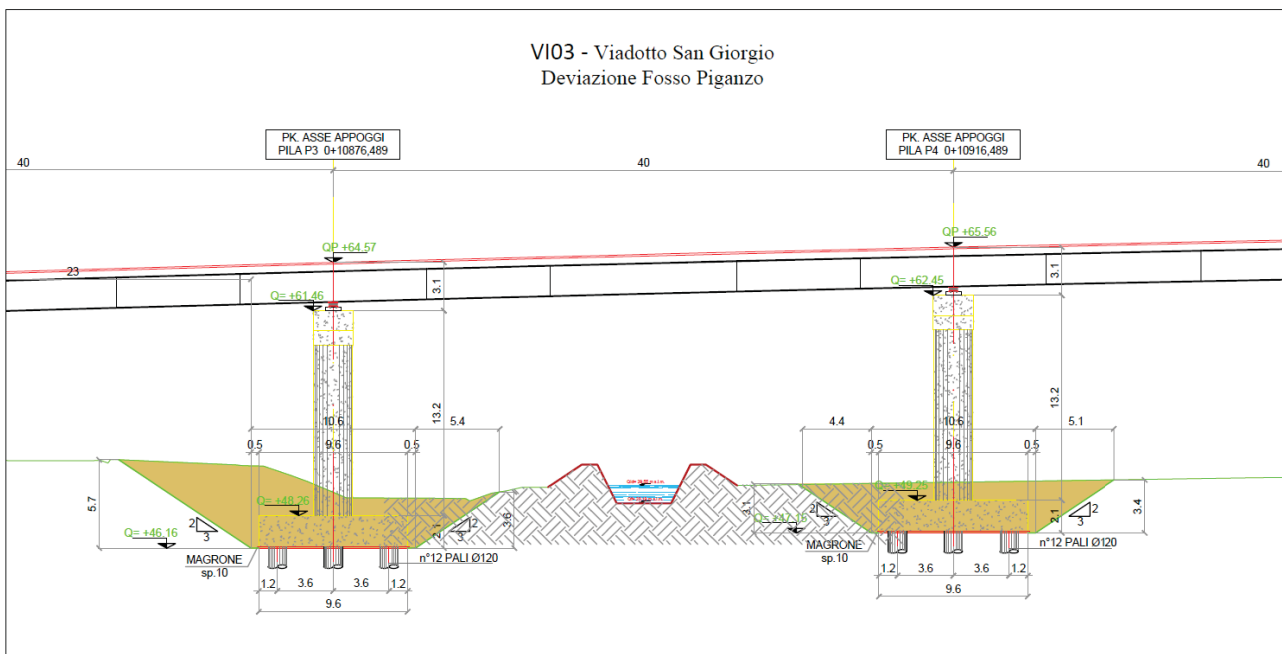 VI03 - Viadotto San Giorgio
Deviazione Fosso Piganzo
PK. ASSE APPOGGI
PILA P3 0+10876,489
PK. ASSE APPOGGI
PILA P4 0+10916,489
40
40
40
QP +64.57
QP +65.56
23
3.1
3.1
Q= +61.46
Q= +62.45
13.2
13.2
10.6
5.4
4.4
10.6
5.1
0.5
9.6
0.5
0.5
9.6
0.5
5.7
Q= +48.26
Q=+49.25
2
3
2
3
3.6
2.1
3.1
2
3
2
3
2.1
3.4
Q= +46.16
Q=+47.15
MAGRONE
sp.10
n°12 PALI Ø120
MAGRONE
sp.10
n°12 PALI Ø120
1.2
3.6
3.6
1.2
1.2
3.6
3.6
1.2
9.6
9.6